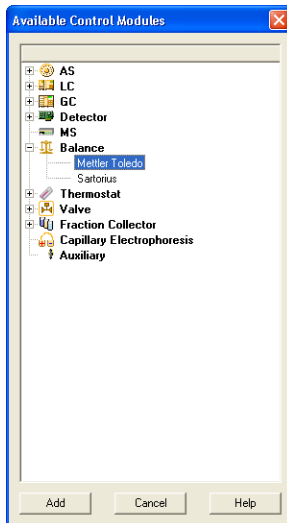 Available Control Modules
AS
LC
GC
Detector
MS
Balance
Mettler Toledo
Sartorius
Thermostat
Valve
Fraction Collector
Capillary Electrophoresis
Auxiliary
Add Cancel Help